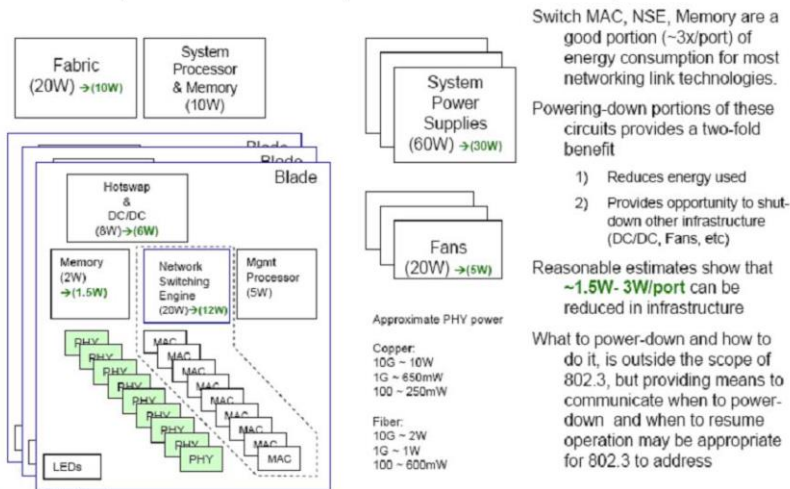 Fabric
(20W) →(10W)
System
Processor
& Memory
(10W)
Blade
Blade
Blade
Hotswap
&
DC/DC
(8W)→(6W)
Memory
(2W)
→(1.5W)
Network
Switching
Engine
(20W)→(12W)
Mgmt
Processor
(5W)
PHY
PHY
PHY
PHY
PHY
PHY
PHY
PHY
MAC
MAC
MAC
MAC
MAC
MAC
MAC
MAC
LEDs
System
Power
Supplies
(60W) →(30W)
Fans
(20W) →(5W)
Approximate PHY power
Copper:
10G ~ 10W
1G ~ 650mW
100 ~ 250mW
Fiber:
10G ~ 2W
1G ~ 1W
100 ~ 600mW
Switch MAC, NSE, Memory are a
good portion (~3x/port) of
energy consumption for most
networking link technologies.
Powering-down portions of these
circuits provides a two-fold
benefit
1) Reduces energy used
2) Provides opportunity to shut-
down other infrastructure
(DC/DC, Fans, etc)
Reasonable estimates show that
~1.5W- 3W/port can be
reduced in infrastructure
What to power-down and how to
do it, is outside the scope of
802.3, but providing means to
communicate when to power-
down and when to resume
operation may be appropriate
for 802.3 to address